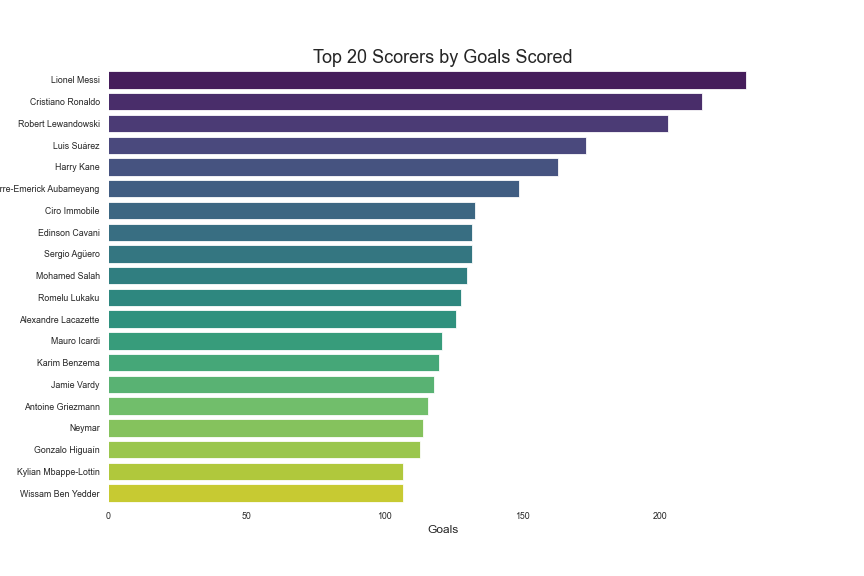 Top 20 Scorers by Goals Scored
Lionel Messi
Cristiano Ronaldo
Robert Lewandowski
Luis Suárez
Harry Kane
rre-Emerick Aubameyang
Ciro Immobile
Edinson Cavani
Sergio Agüero
Mohamed Salah
Romelu Lukaku
Alexandre Lacazette
Mauro Icardi
Karim Benzema
Jamie Vardy
Antoine Griezmann
Neymar
Gonzalo Higuaín
Kylian Mbappe-Lottin
Wissam Ben Yedder
0 50 100 150 200
Goals